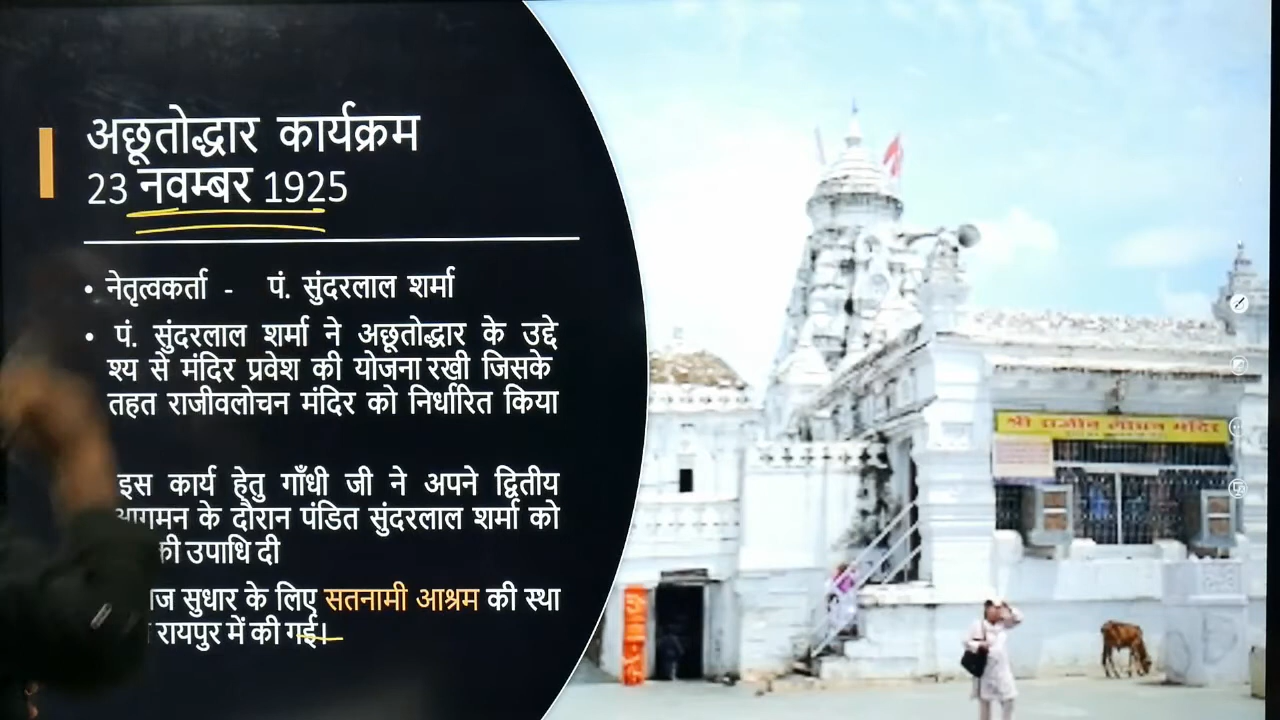 अछूतोद्धार कार्यक्रम
23 नवम्बर 1925
• नेतृत्वकर्ता - पं. सुंदरलाल शर्मा
• पं. सुंदरलाल शर्मा ने अछूतोद्धार के उद्दे
श्य से मंदिर प्रवेश की योजना रखी जिसके
तहत राजीवलोचन मंदिर को निर्धारित किया
इस कार्य हेतु गाँधी जी ने अपने द्वितीय
आगमन के दौरान पंडित सुंदरलाल शर्मा को
की उपाधि दी
सुधार के लिए सतनामी आश्रम की स्था
रायपुर में की गई।
श्री राजीव लोचन मंदिर